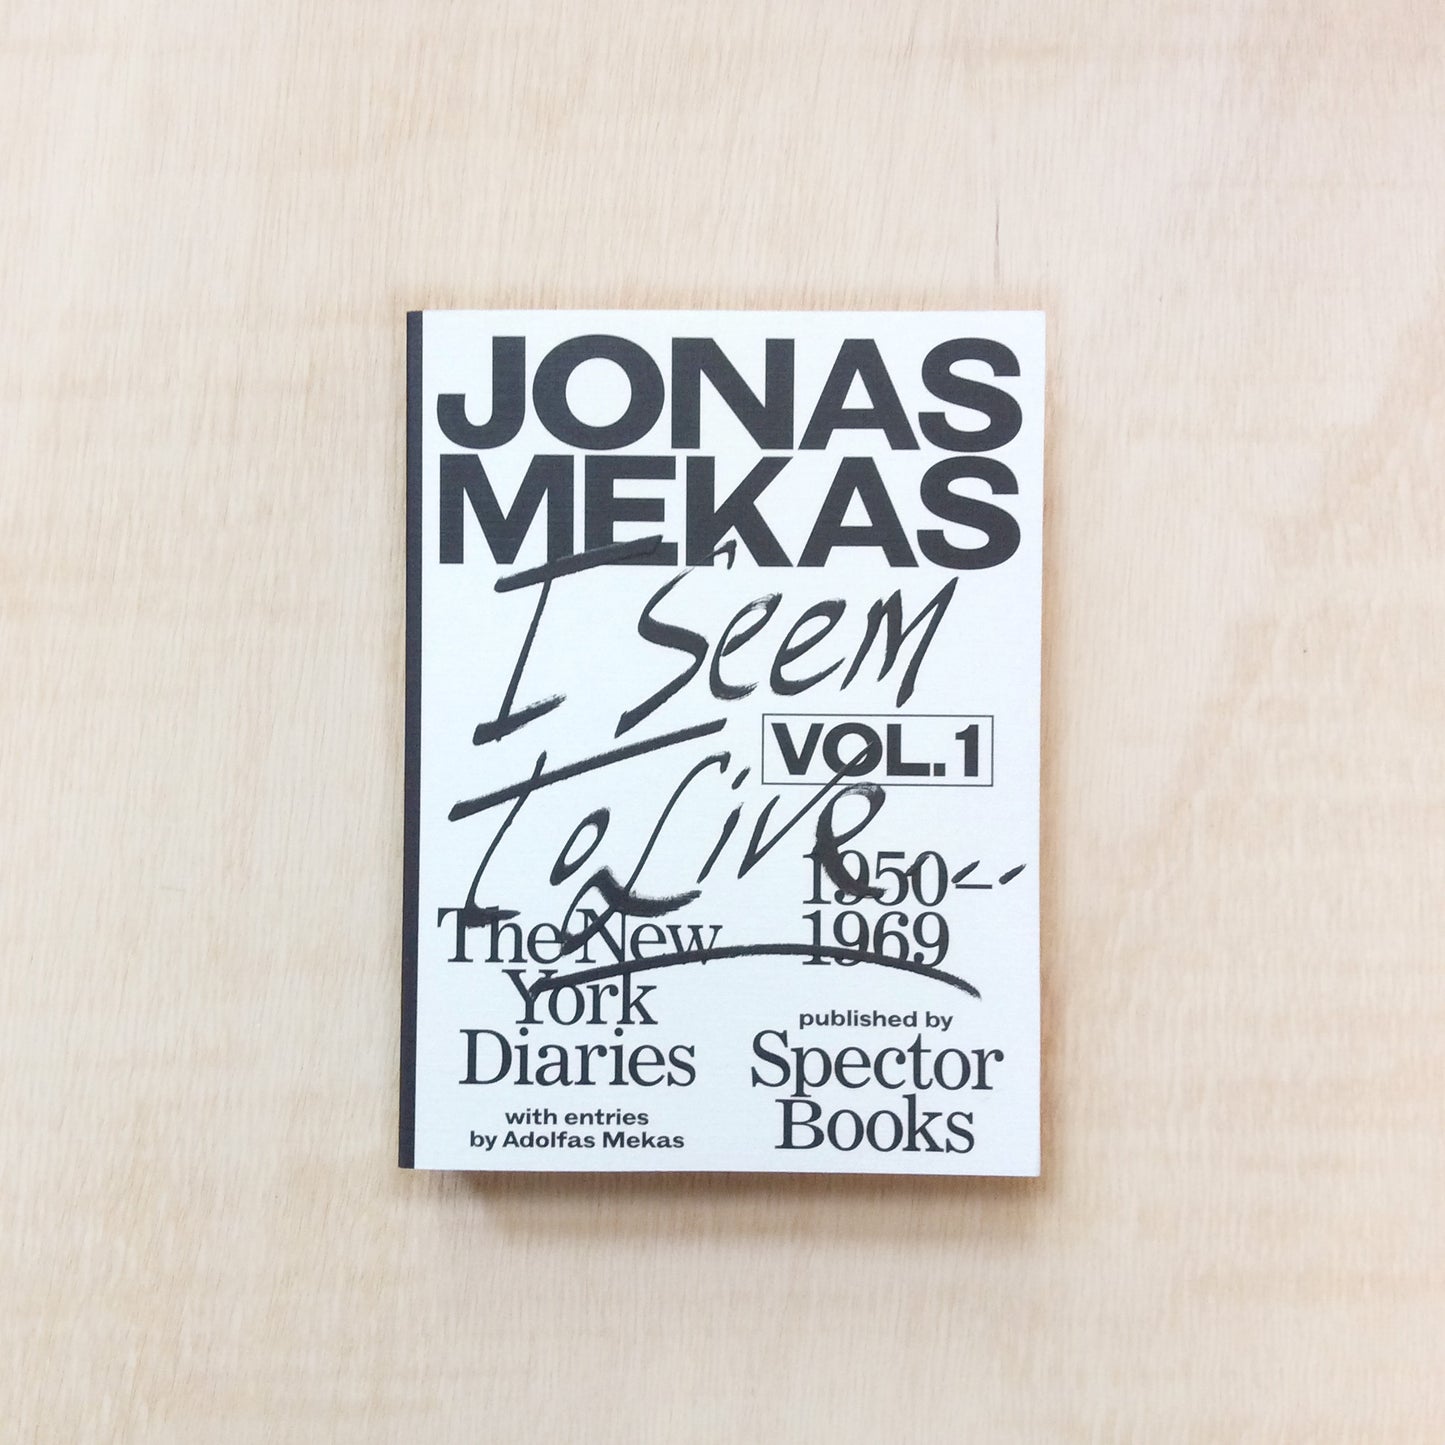 JONAS
MEKAS
I Seem
VOL.1
To Live....
1950–
1969
The New
York
Diaries
with entries
by Adolfas Mekas
published by
Spector
Books